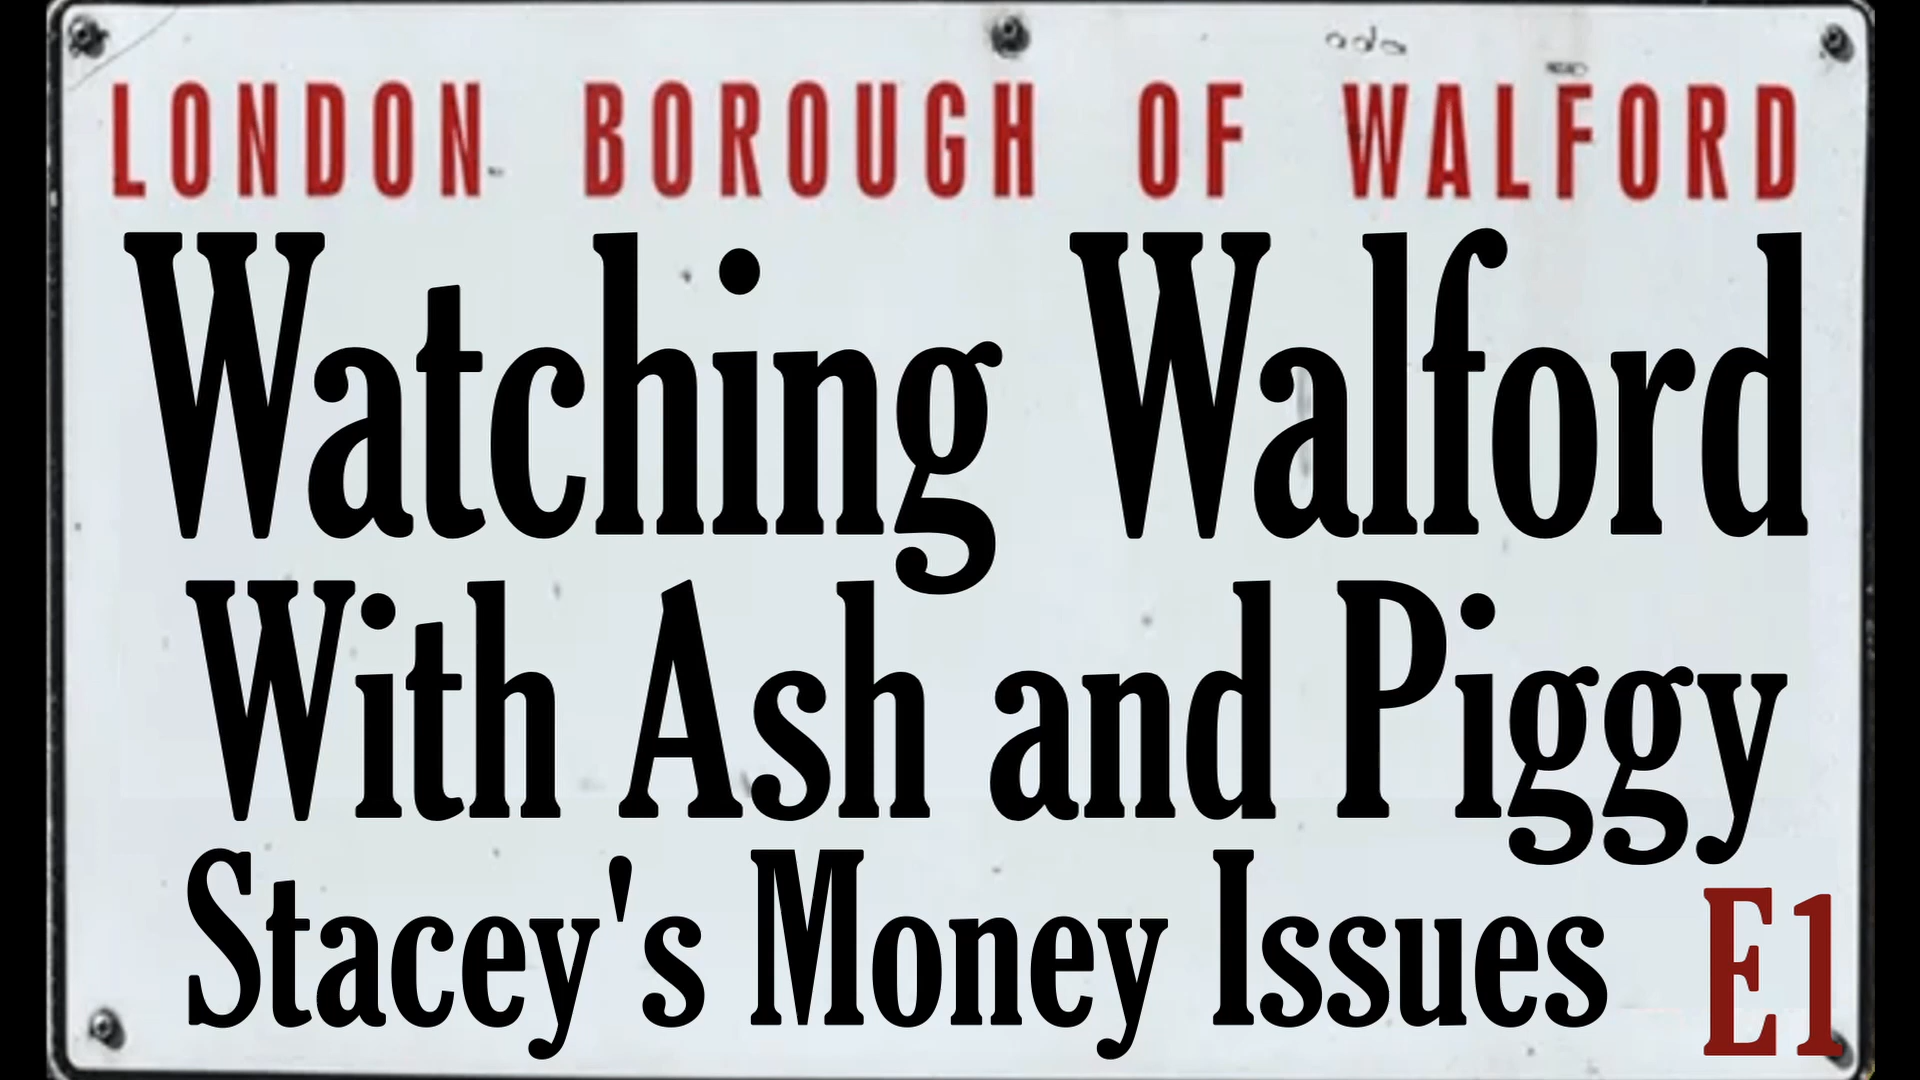 LONDON BOROUGH OF WALFORD
Watching Walford
With Ash and Piggy
Stacey's Money Issues E1